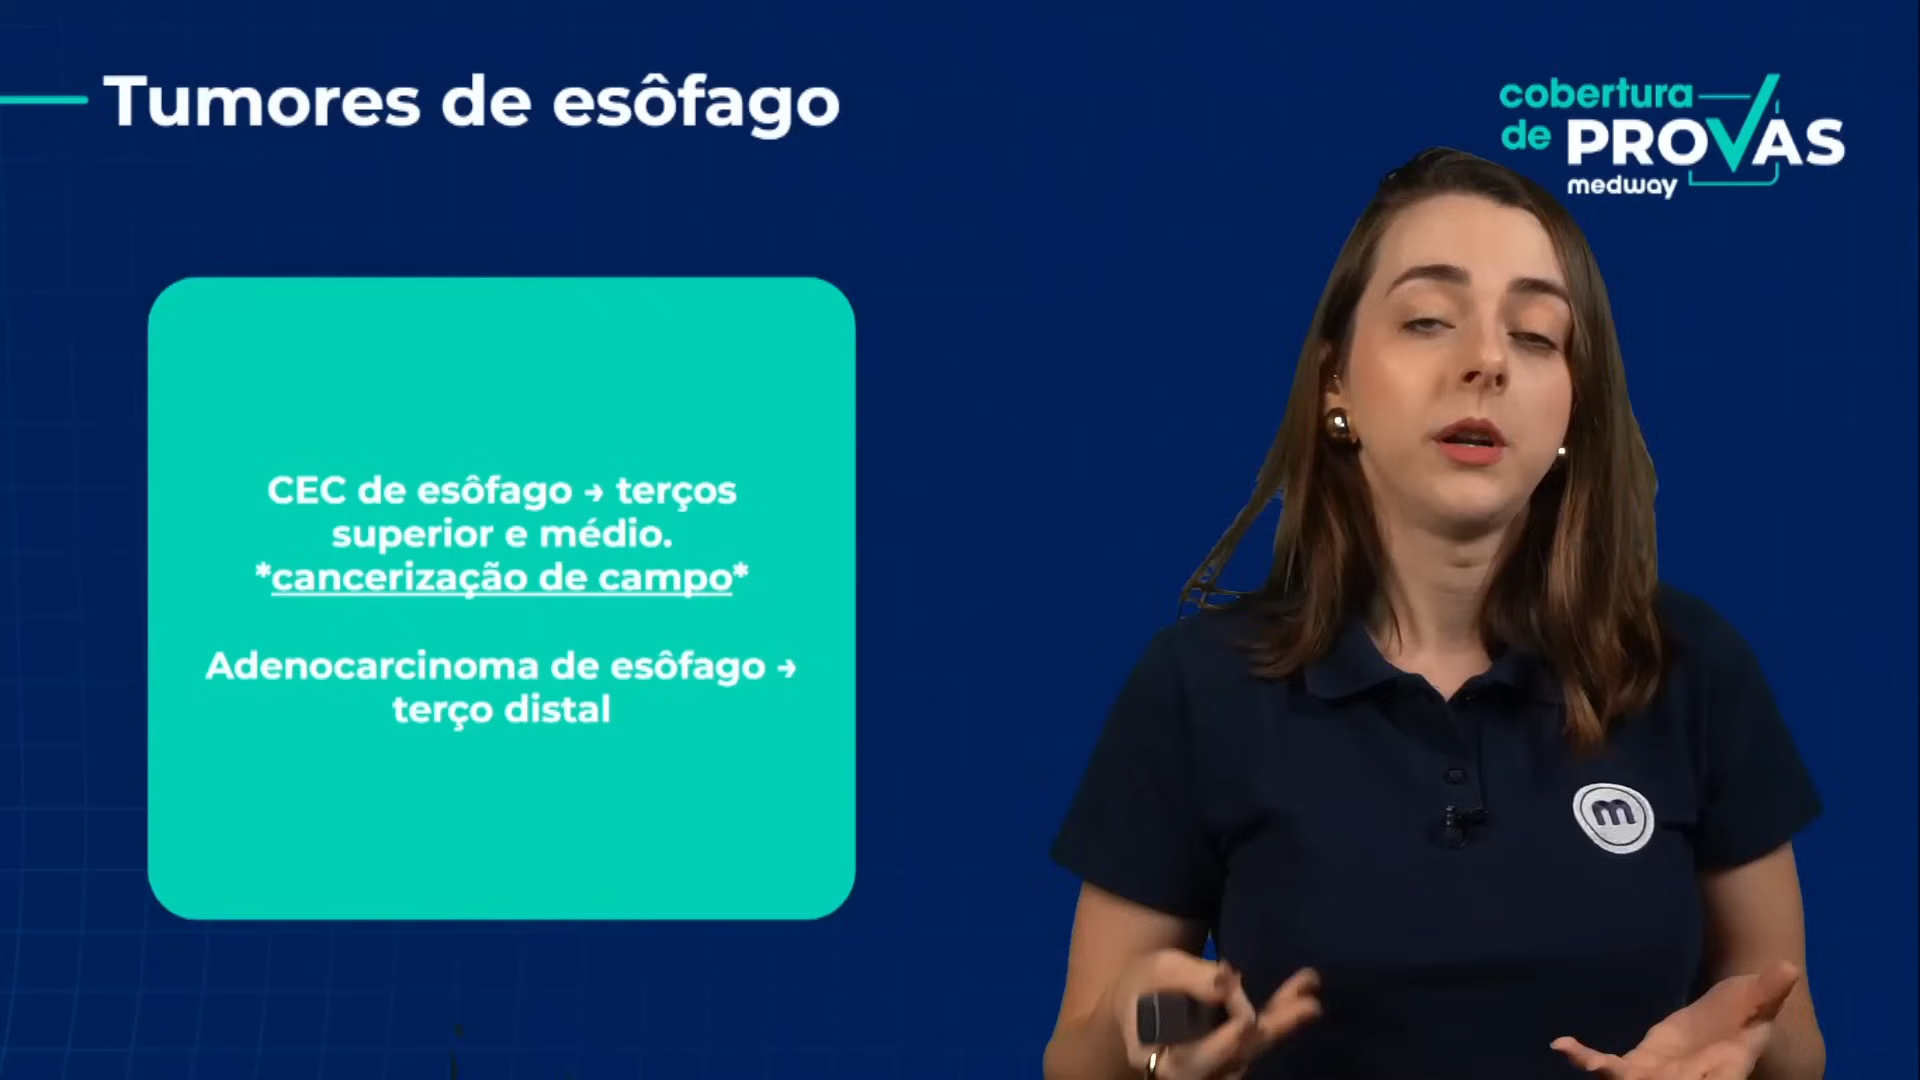 Tumores de esôfago
cobertura
de PROVAS
medway
CEC de esôfago → terços
superior e médio.
*cancerização de campo*
Adenocarcinoma de esôfago →
terço distal
m